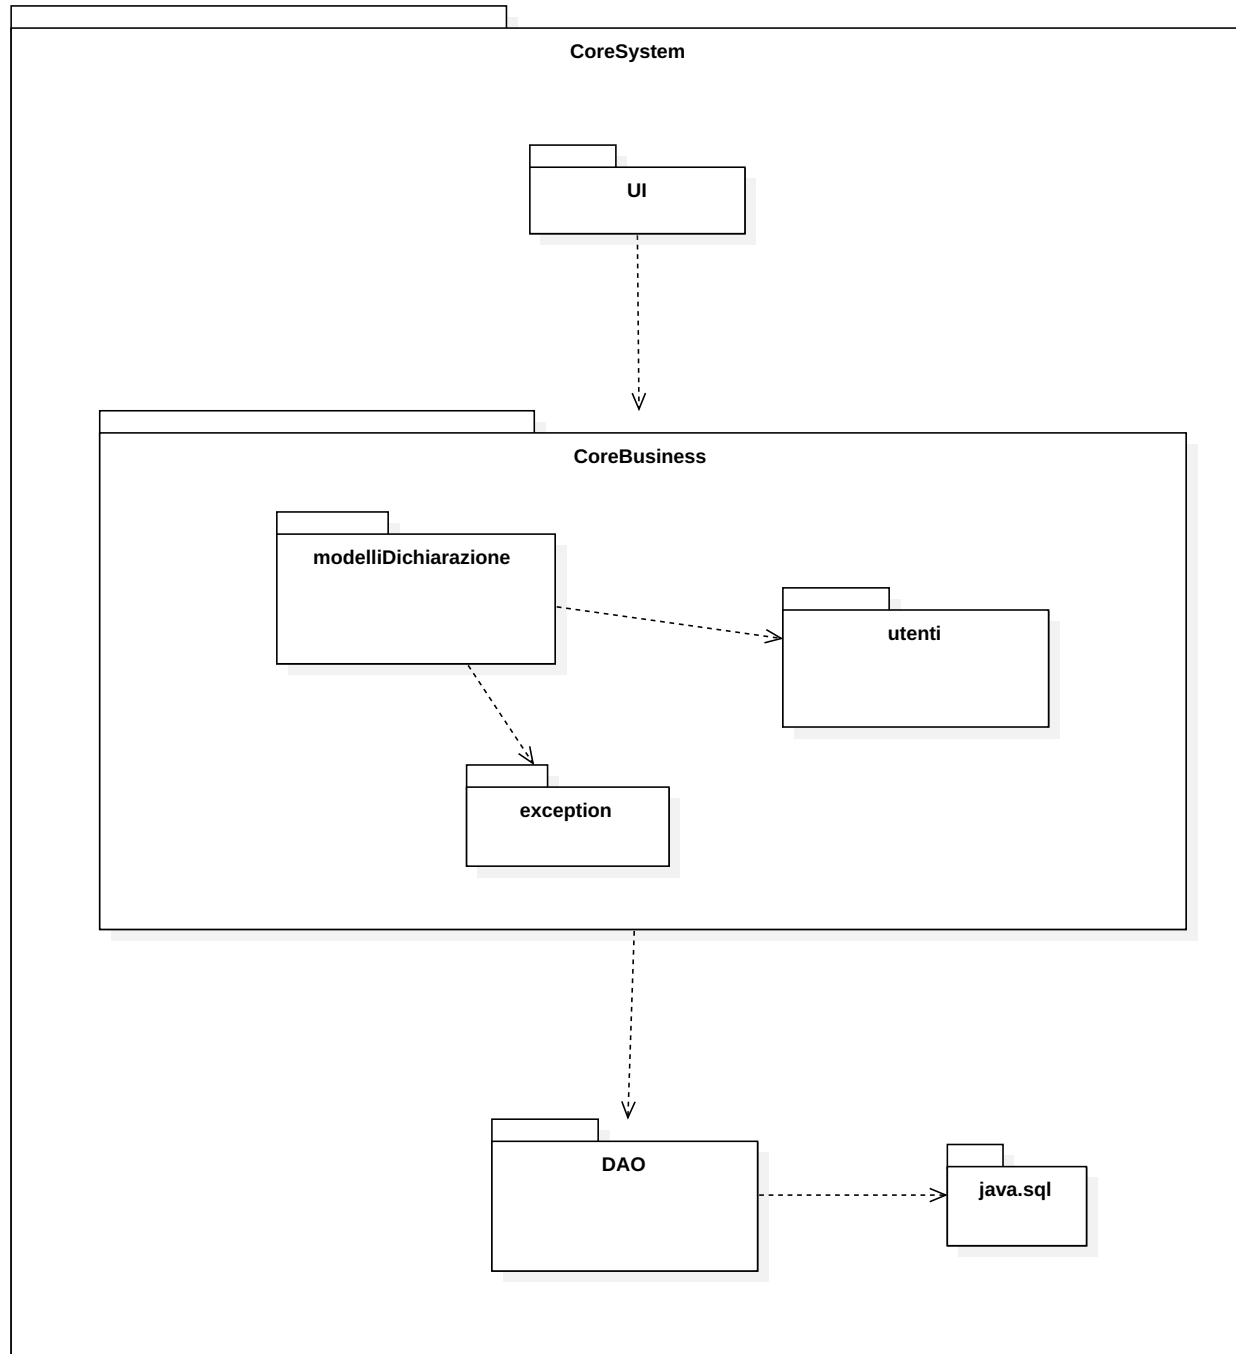 CoreSystem
UI
CoreBusiness
modelliDichiarazione
utenti
exception
DAO
java.sql